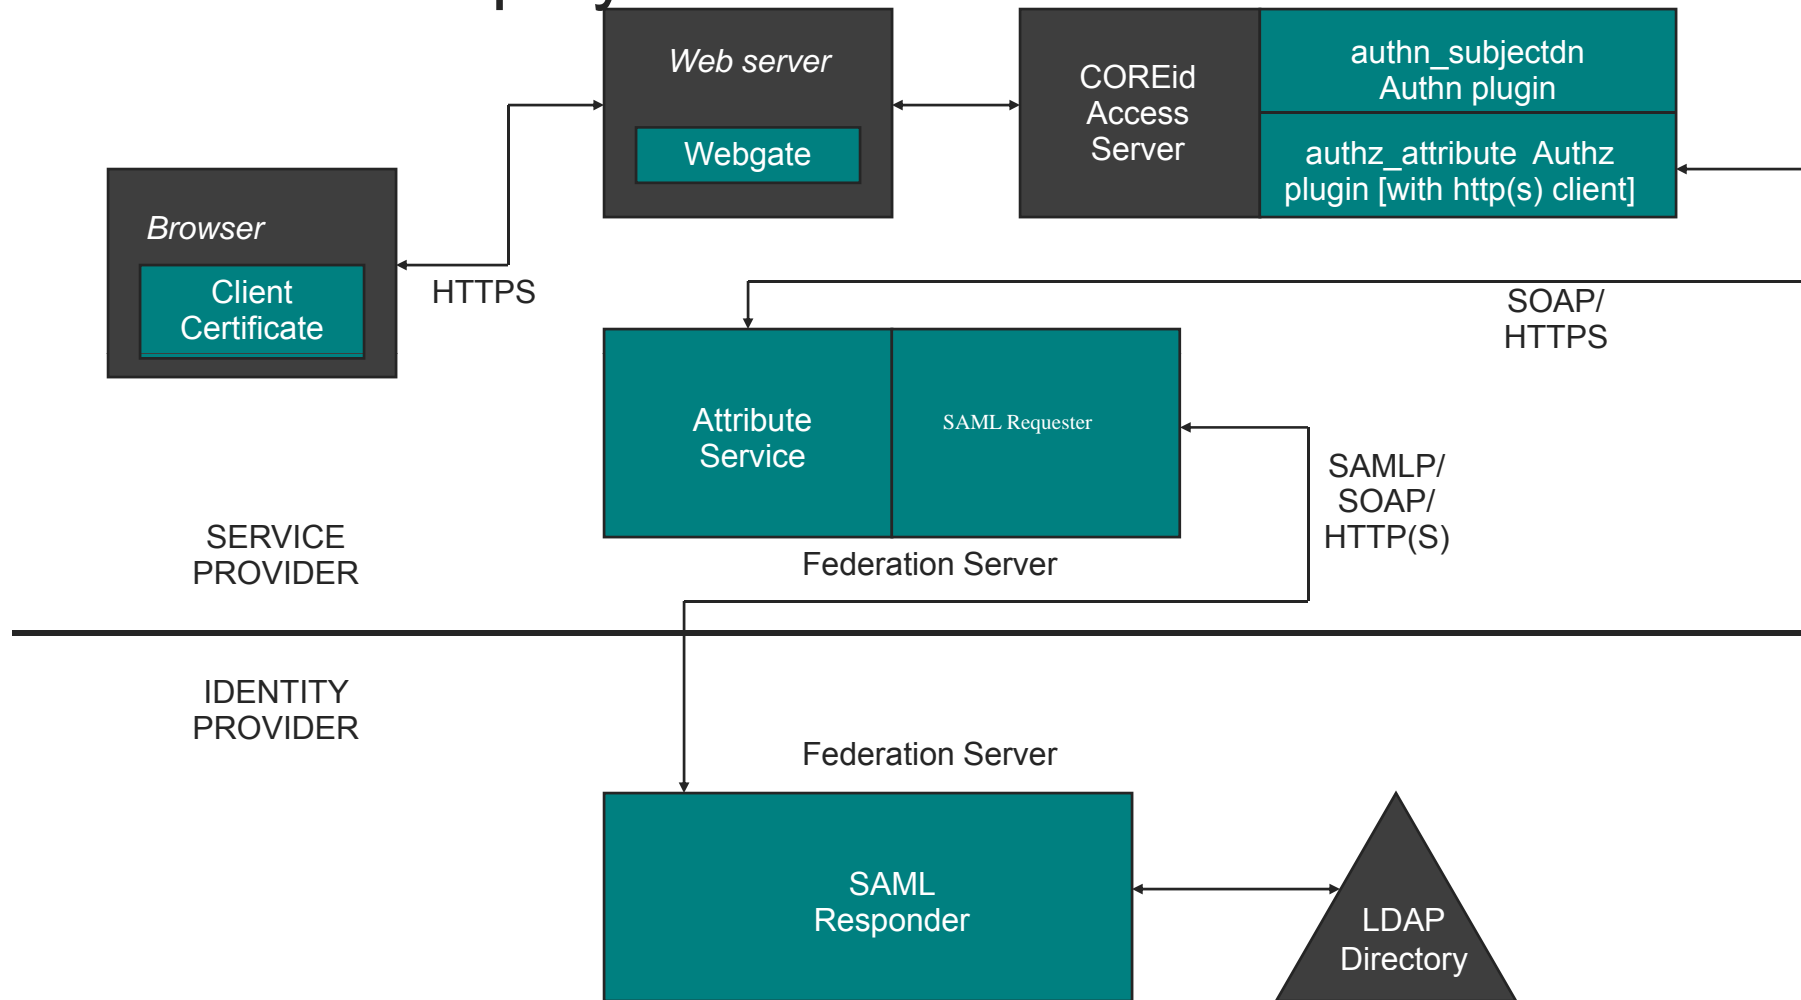 Web server
Webgate
COREid
Access
Server
authn_subjectdn
Authn plugin
authz_attribute Authz
plugin [with http(s) client]
Browser
Client
Certificate
HTTPS
SOAP/
HTTPS
Attribute
Service
SAML Requester
SAMLP/
SOAP/
HTTP(S)
Federation Server
SERVICE
PROVIDER
IDENTITY
PROVIDER
Federation Server
SAML
Responder
LDAP
Directory